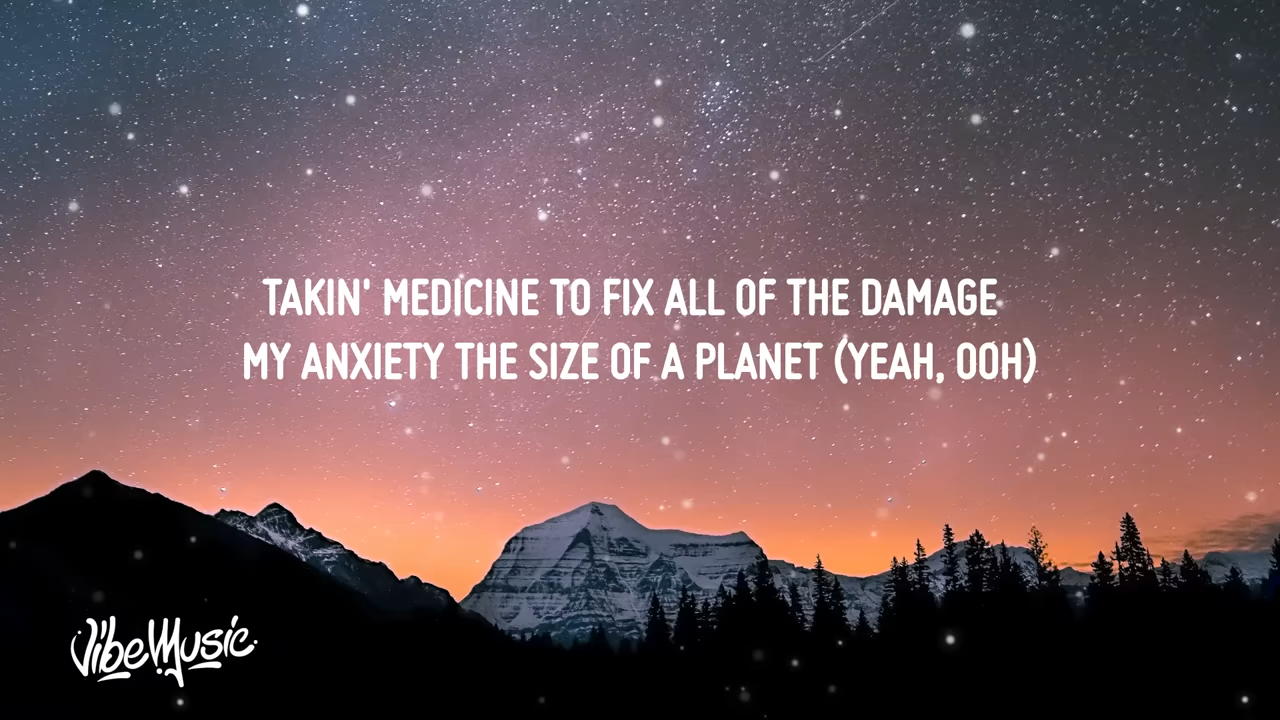 TAKIN' MEDICINE TO FIX ALL OF THE DAMAGE
MY ANXIETY THE SIZE OF A PLANET (YEAH, OOH)
VibeMusic